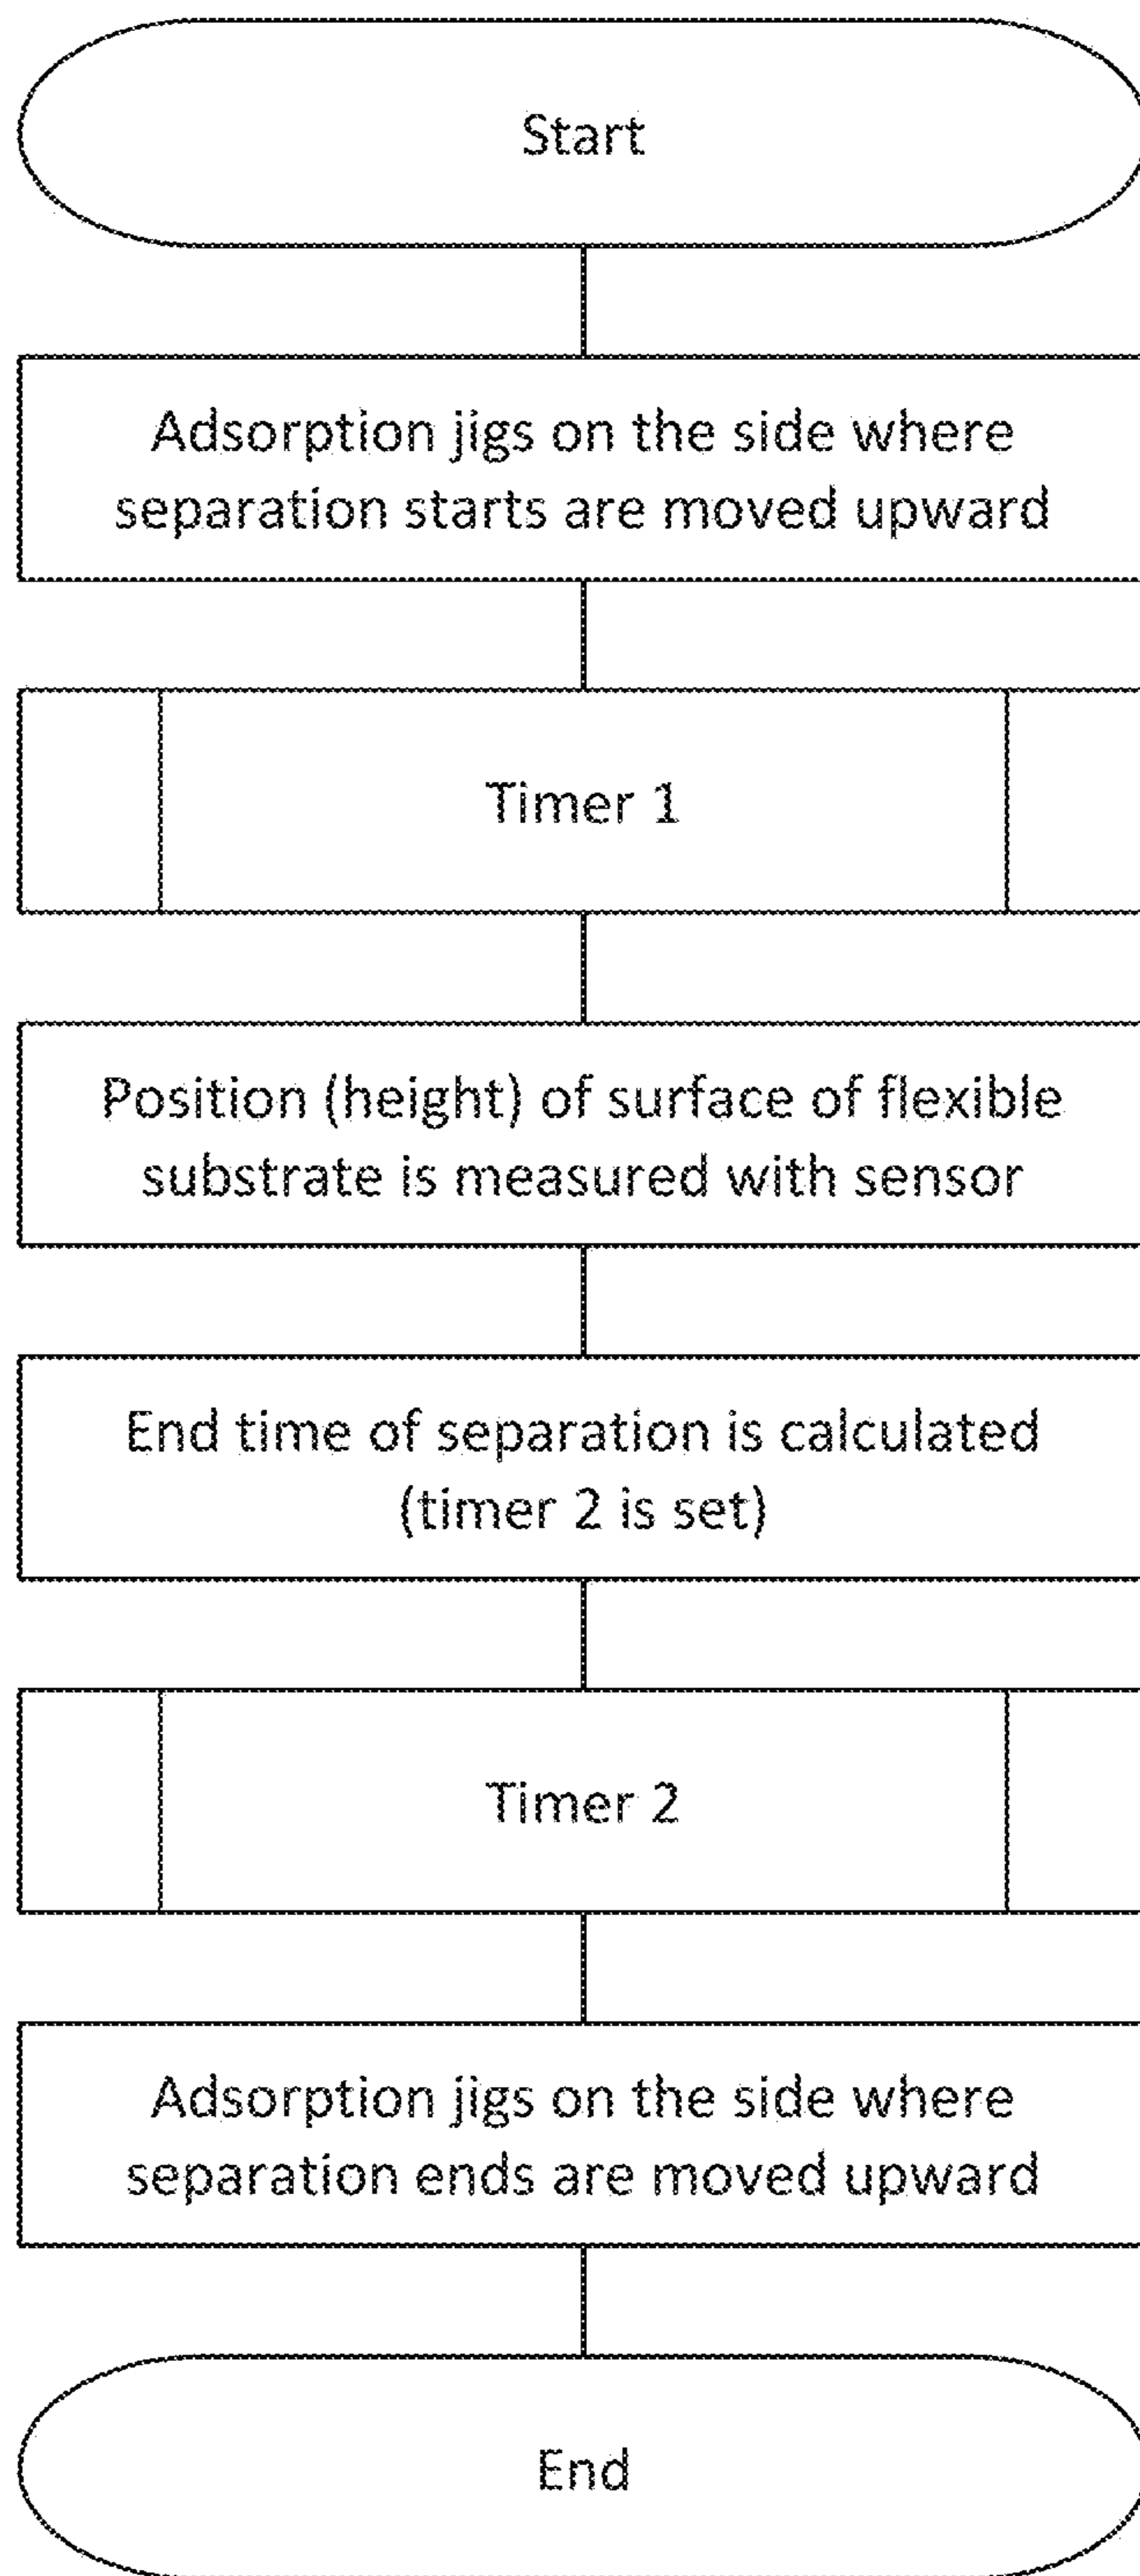 Start
Adsorption jigs on the side where
separation starts are moved upward
Timer 1
Position (height) of surface of flexible
substrate is measured with sensor
End time of separation is calculated
(timer 2 is set)
Timer 2
Adsorption jigs on the side where
separation ends are moved upward
End